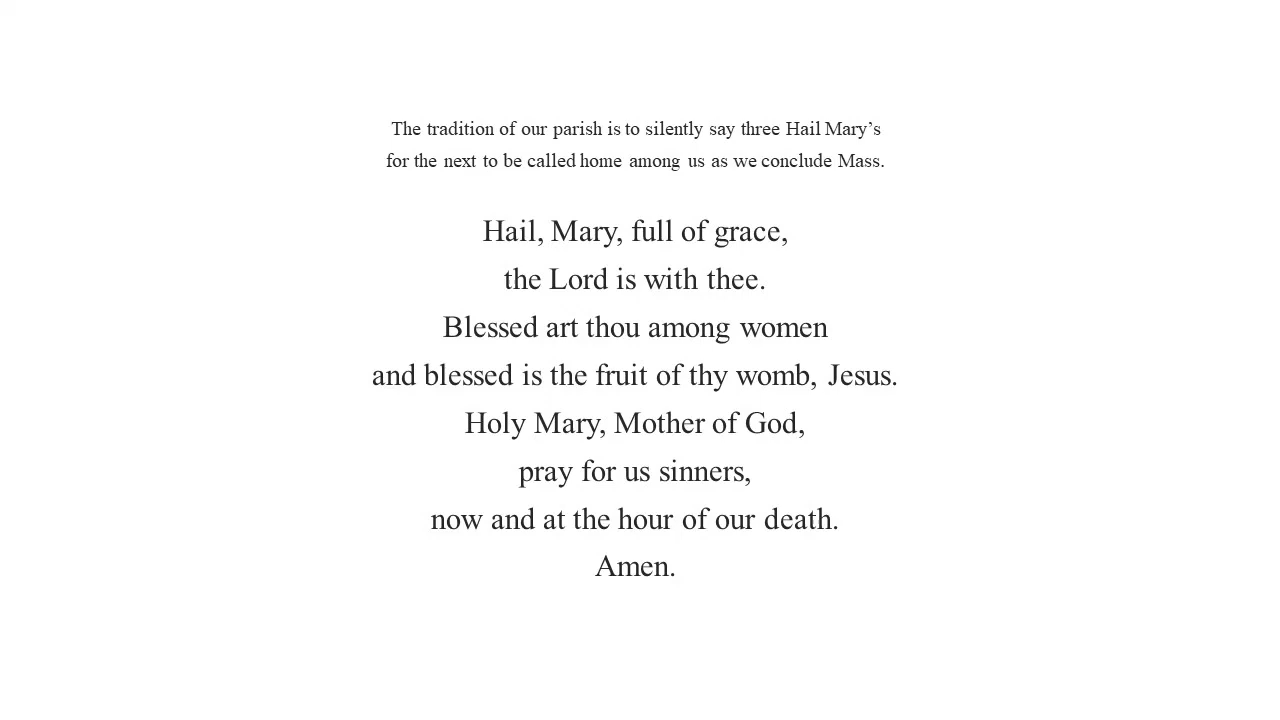 The tradition of our parish is to silently say three Hail Mary’s
for the next to be called home among us as we conclude Mass.
Hail, Mary, full of grace,
the Lord is with thee.
Blessed art thou among women
and blessed is the fruit of thy womb, Jesus.
Holy Mary, Mother of God,
pray for us sinners,
now and at the hour of our death.
Amen.